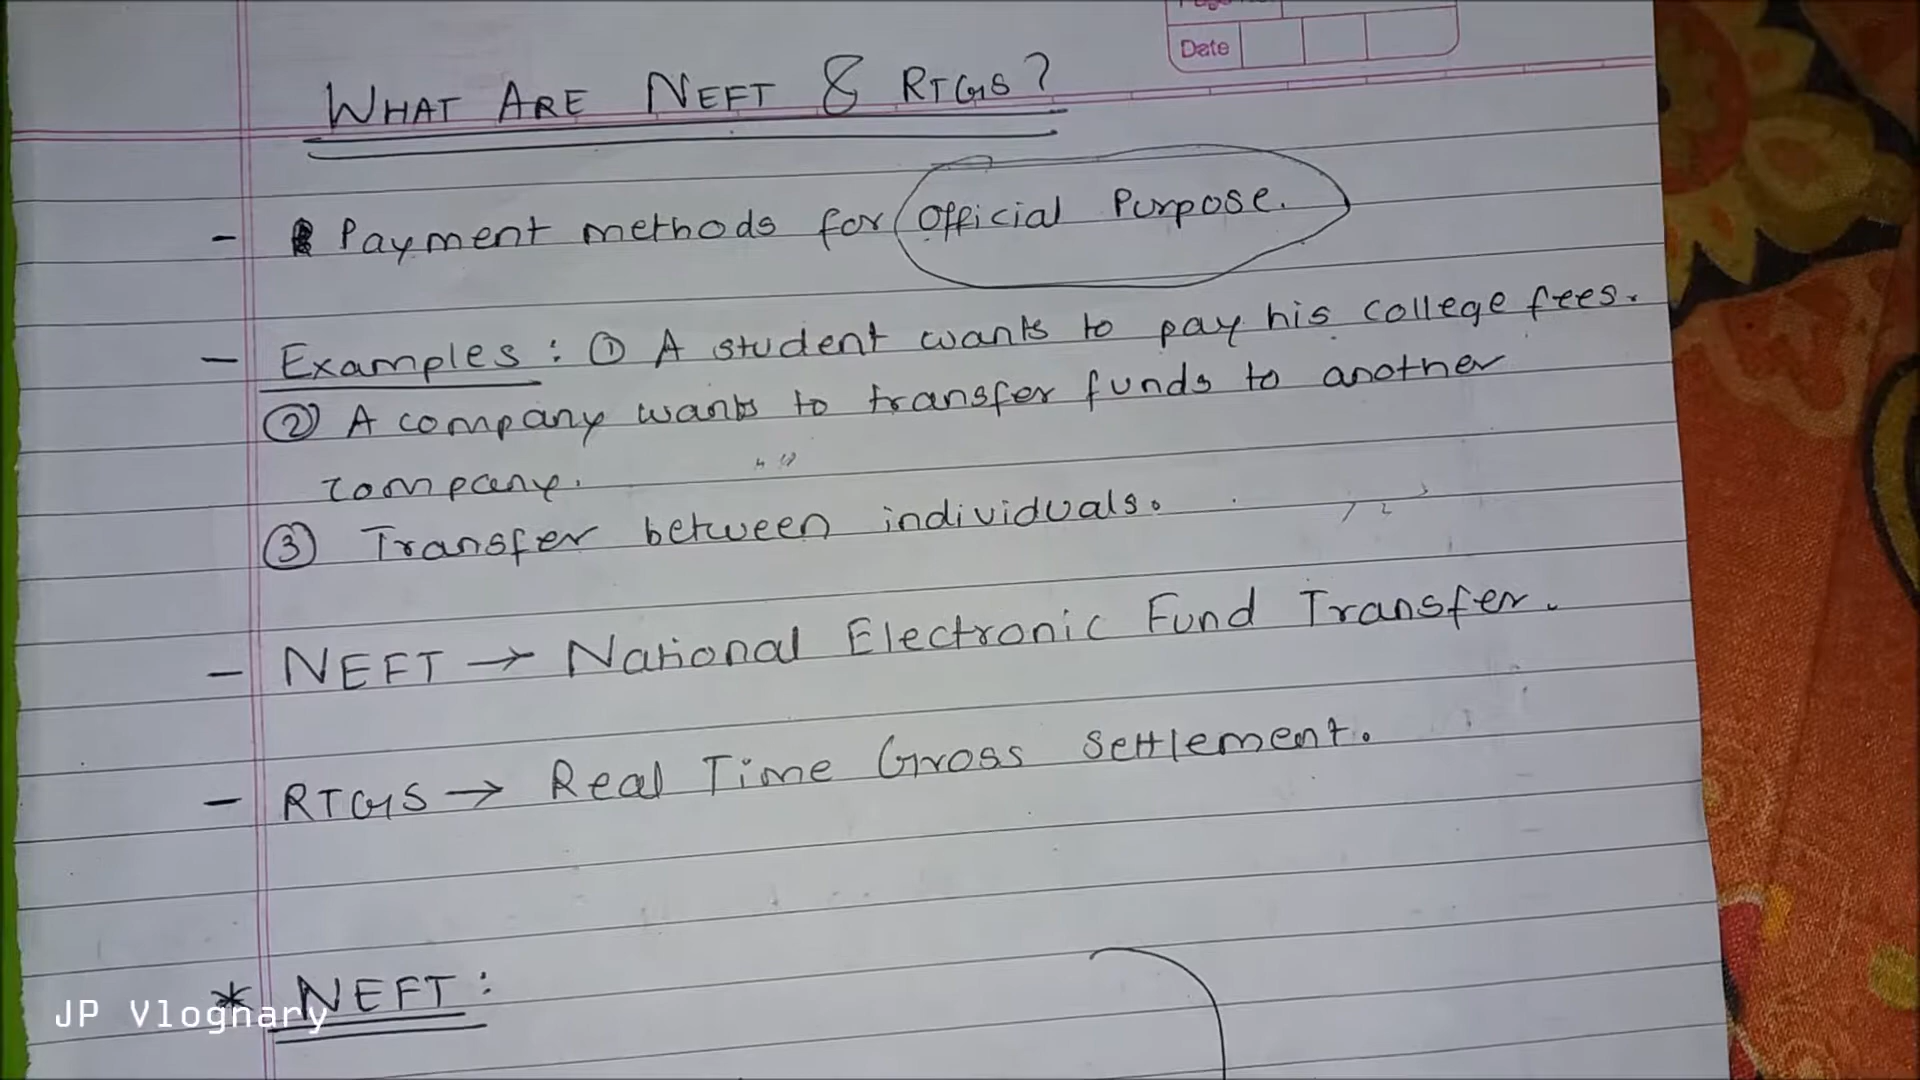 Date
WHAT ARE NEFT & RTGS?
- Payment methods for Official Purpose.
- Examples : ① A student wants to pay his college fees.
② A company wants to transfer funds to another
company.
③ Transfer between individuals.
- NEFT → National Electronic Fund Transfer.
- RTGS → Real Time Gross Settlement.
* NEFT :
JP Vlognary